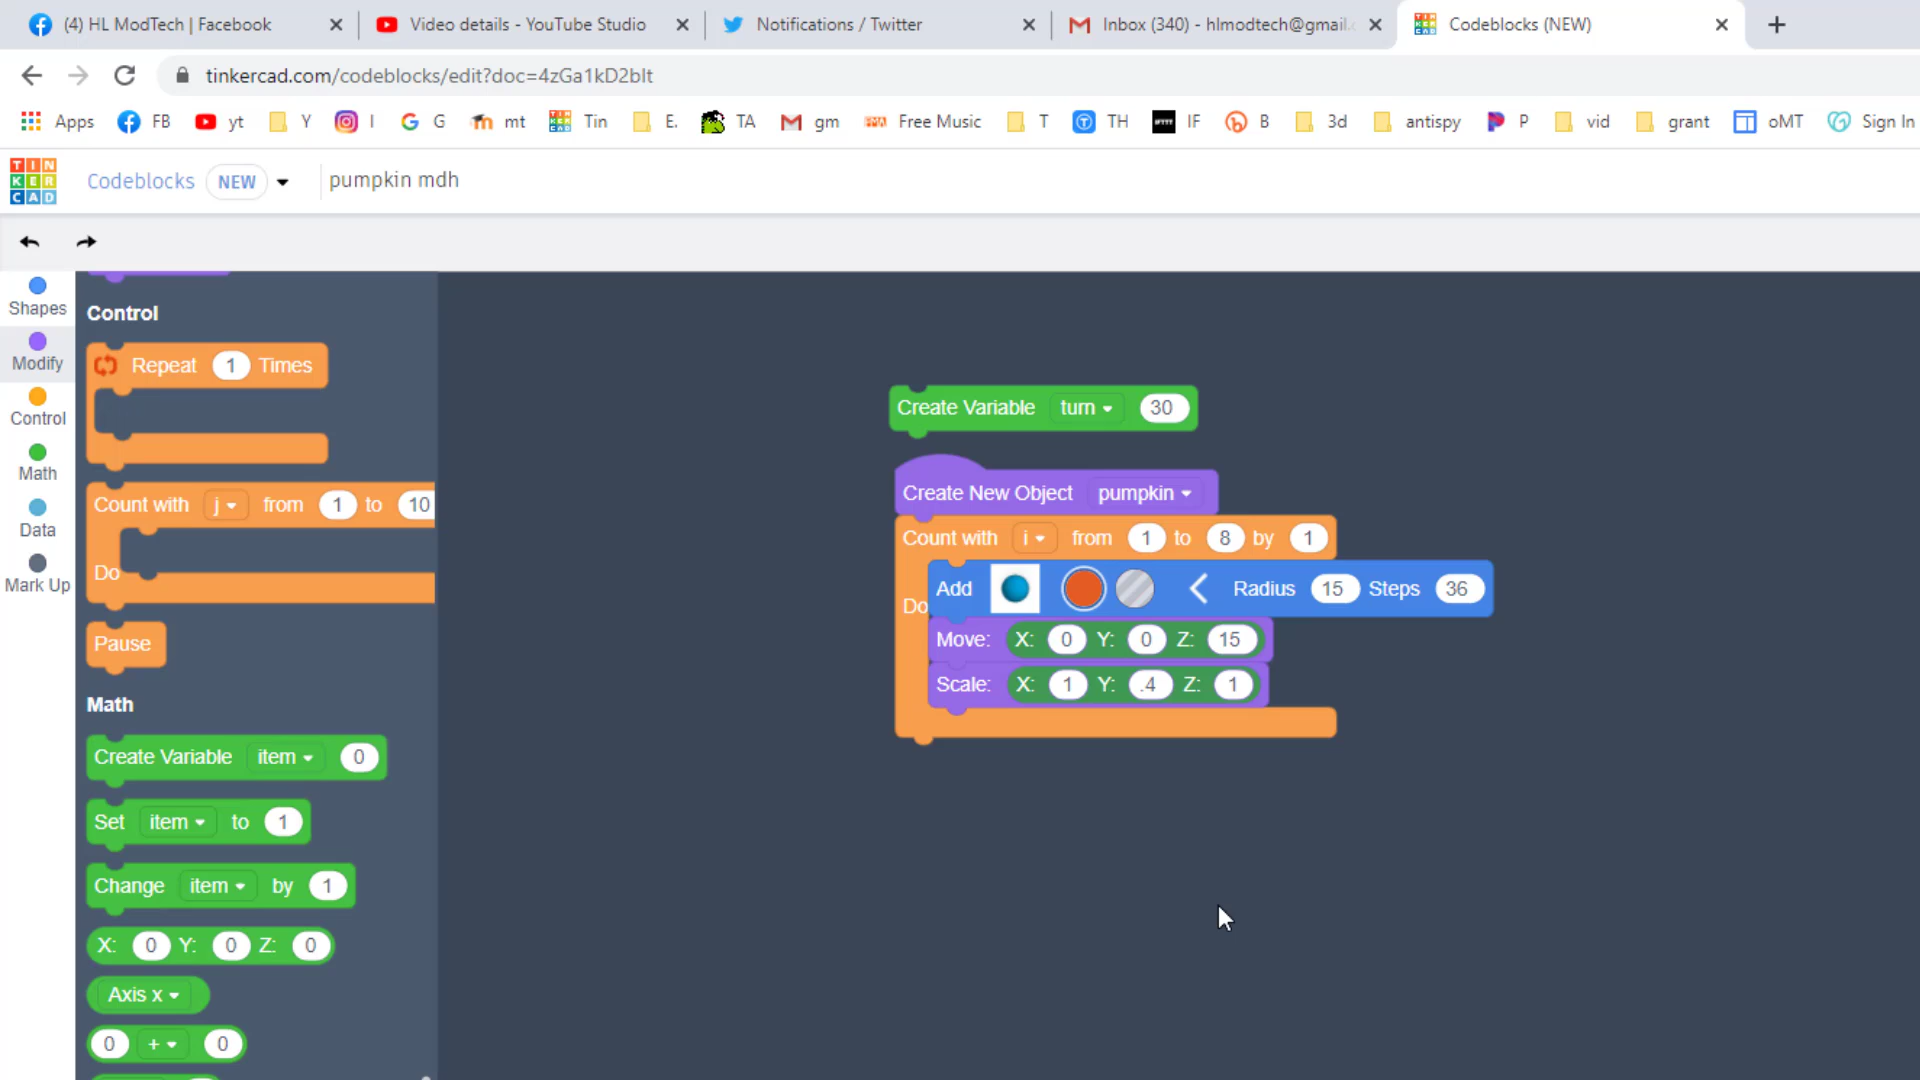 (4) HL ModTech | Facebook
Video details - YouTube Studio
Notifications / Twitter
Inbox (340) - hlmodtech@gmail.c
Codeblocks (NEW)
tinkercad.com/codeblocks/edit?doc=4zGa1kD2bIt
Apps FB yt Y I G mt Tin E. TA gm Free Music T TH IF B 3d antispy P vid grant oMT Sign In
TINKERCAD
Codeblocks NEW pumpkin mdh
Shapes
Modify
Control
Math
Data
Mark Up
Control
Repeat 1 Times
Count with j from 1 to 10
Do
Pause
Math
Create Variable item 0
Set item to 1
Change item by 1
X: 0 Y: 0 Z: 0
Axis x
0 + 0
Create Variable turn 30
Create New Object pumpkin
Count with i from 1 to 8 by 1
Do
Add Radius 15 Steps 36
Move: X: 0 Y: 0 Z: 15
Scale: X: 1 Y: .4 Z: 1